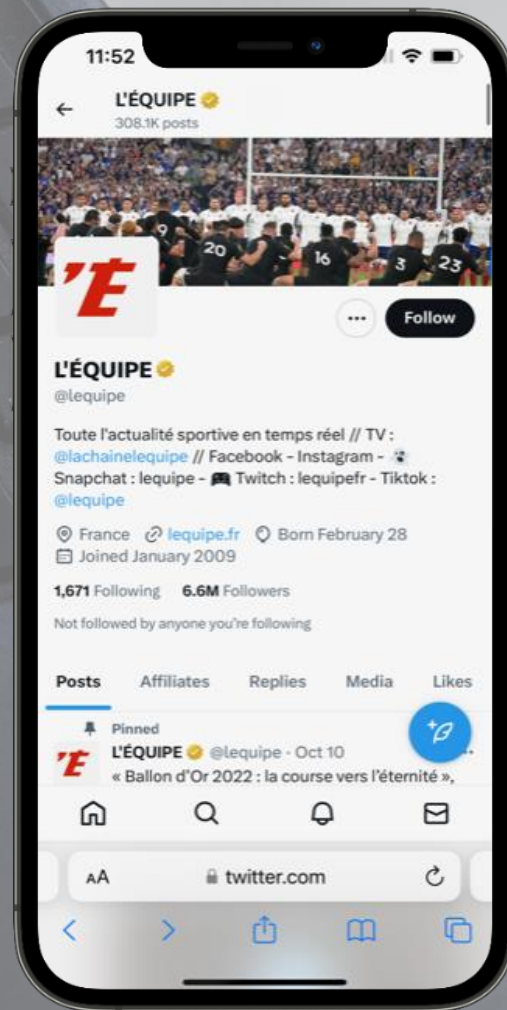 11:52
L'ÉQUIPE
308.1K posts
9
20
16
3
23
'É
Follow
L'ÉQUIPE
@lequipe
Toute l'actualité sportive en temps réel // TV :
@lachainelequipe // Facebook - Instagram -
Snapchat : lequipe - 🎮 Twitch : lequipefr - Tiktok :
@lequipe
France lequipe.fr Born February 28
Joined January 2009
1,671 Following 6.6M Followers
Not followed by anyone you're following
Posts Affiliates Replies Media Likes
Pinned
'É
L'ÉQUIPE @lequipe · Oct 10
« Ballon d'Or 2022 : la course vers l'éternité »,
AA twitter.com